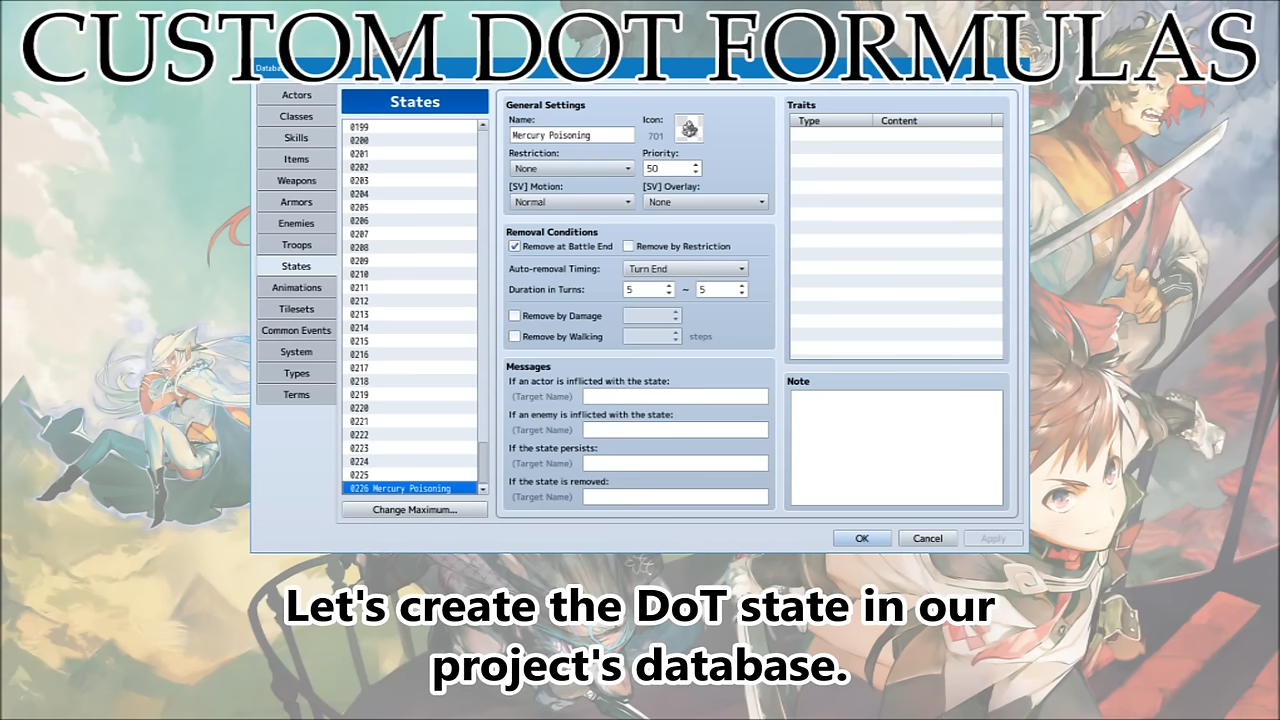 CUSTOM DOT FORMULAS
Actors
Classes
Skills
Items
Weapons
Armors
Enemies
Troops
States
Animations
Tilesets
Common Events
System
Types
Terms
States
0199
0200
0201
0202
0203
0204
0205
0206
0207
0208
0209
0210
0211
0212
0213
0214
0215
0216
0217
0218
0219
0220
0221
0222
0223
0224
0225
0226 Mercury Poisoning
Change Maximum...
General Settings
Name: Icon:
Mercury Poisoning 701
Restriction: Priority:
None 50
[SV] Motion: [SV] Overlay:
Normal None
Removal Conditions
Remove at Battle End Remove by Restriction
Auto-removal Timing: Turn End
Duration in Turns: 5 ~ 5
Remove by Damage
Remove by Walking steps
Messages
If an actor is inflicted with the state:
(Target Name)
If an enemy is inflicted with the state:
(Target Name)
If the state persists:
(Target Name)
If the state is removed:
(Target Name)
Traits
Type Content
Note
OK Cancel Apply
Let's create the DoT state in our
project's database.